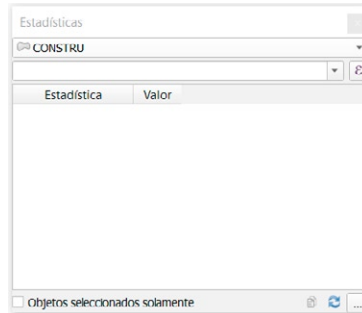 Estadísticas
CONSTRU
ε
Estadística Valor
Objetos seleccionados solamente
...